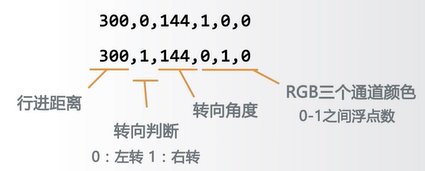 300,0,144,1,0,0
300,1,144,0,1,0
行进距离
转向判断
0：左转 1：右转
转向角度
RGB三个通道颜色
0-1之间浮点数